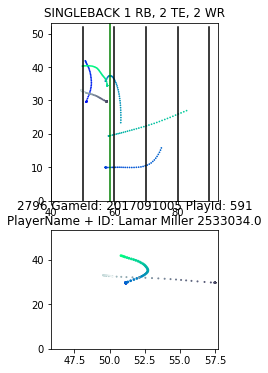 SINGLEBACK 1 RB, 2 TE, 2 WR
50
40
30
20
10
0
40 60 80
2796 GameId: 2017091005 PlayId: 591
PlayerName + ID: Lamar Miller 2533034.0
40
20
0
47.5 50.0 52.5 55.0 57.5